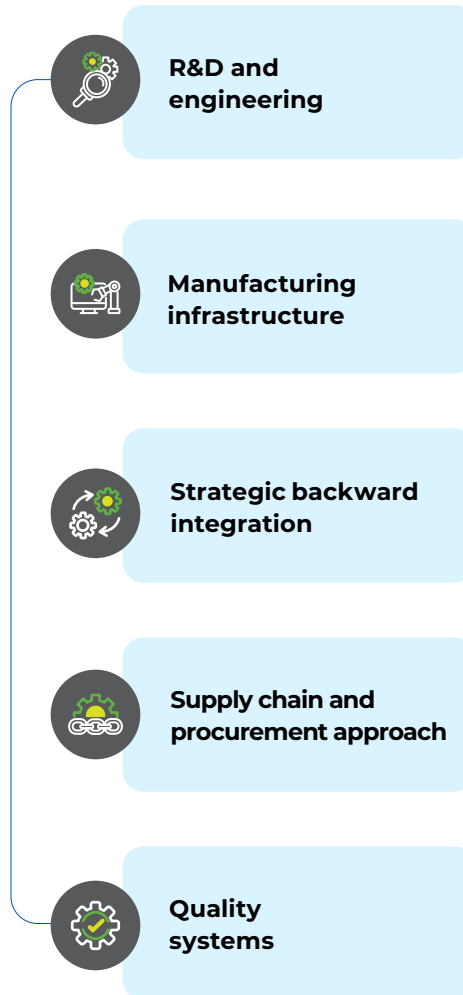 R&D and
engineering
Manufacturing
infrastructure
Strategic backward
integration
Supply chain and
procurement approach
Quality
systems